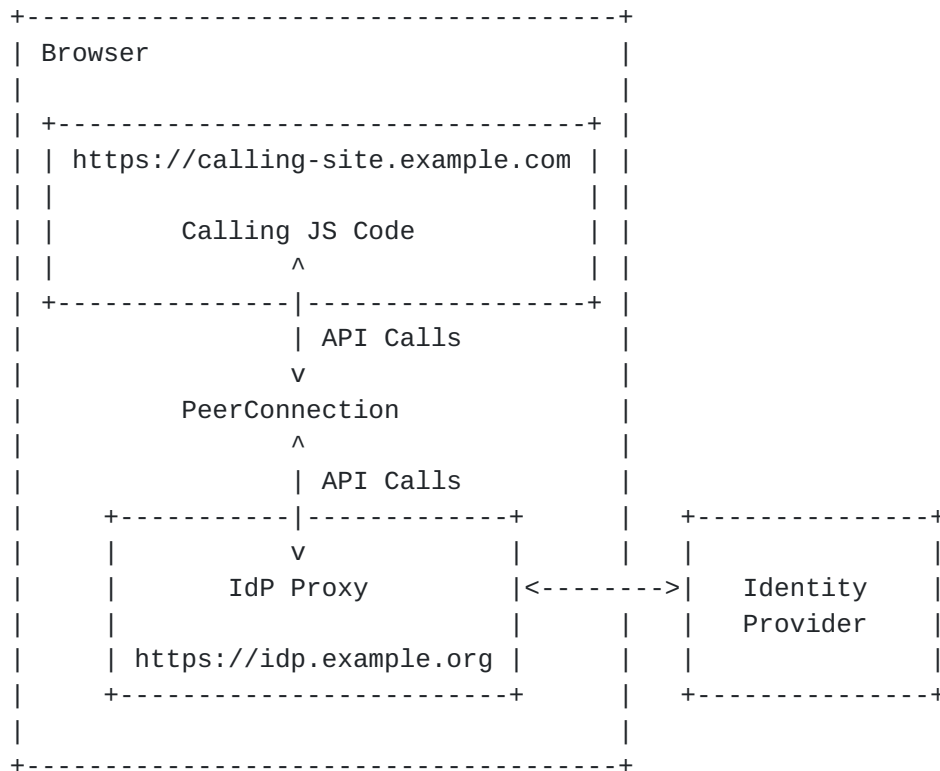 Browser
https://calling-site.example.com
Calling JS Code
API Calls
PeerConnection
API Calls
IdP Proxy
Identity
Provider
https://idp.example.org